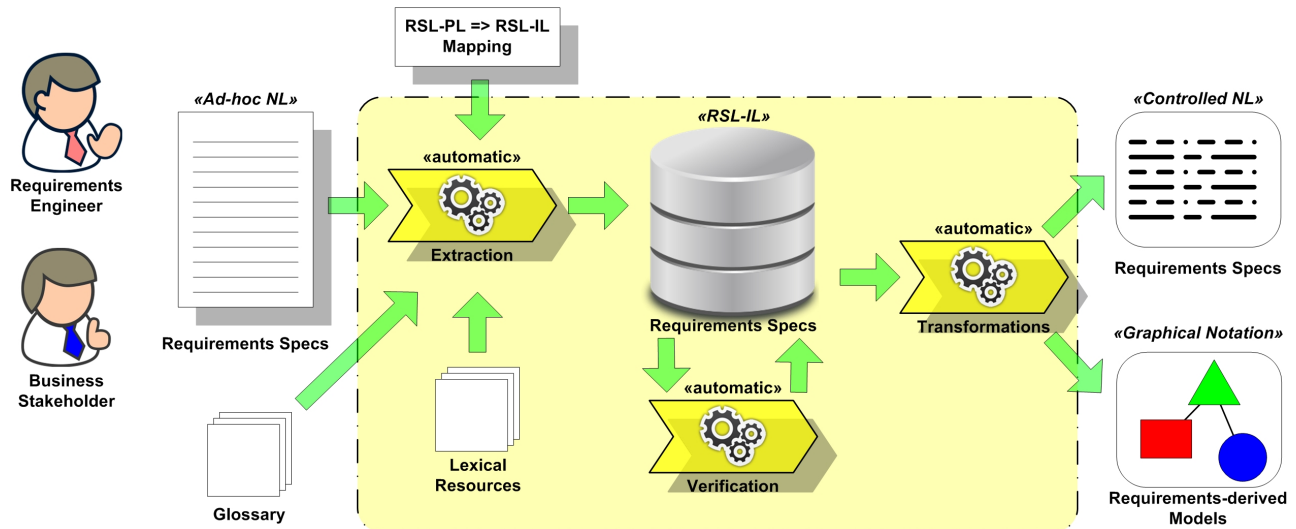 RSL-PL => RSL-IL
Mapping
«Ad-hoc NL»
«RSL-IL»
«Controlled NL»
«automatic»
Requirements
Engineer
Extraction
«automatic»
Requirements Specs
Requirements Specs
Requirements Specs
Transformations
«Graphical Notation»
Business
Stakeholder
«automatic»
Lexical
Resources
Verification
Glossary
Requirements-derived
Models